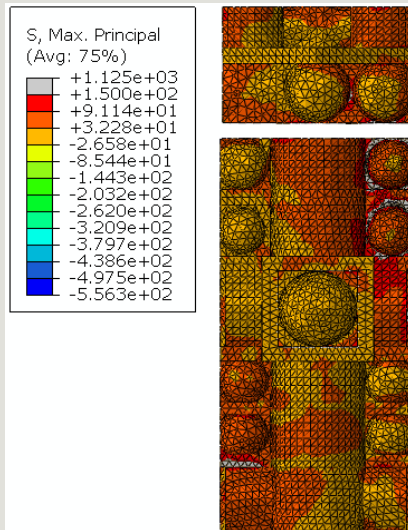 S, Max. Principal
(Avg: 75%)
+1.125e+03
+1.500e+02
+9.114e+01
+3.228e+01
-2.658e+01
-8.544e+01
-1.443e+02
-2.032e+02
-2.620e+02
-3.209e+02
-3.797e+02
-4.386e+02
-4.975e+02
-5.563e+02